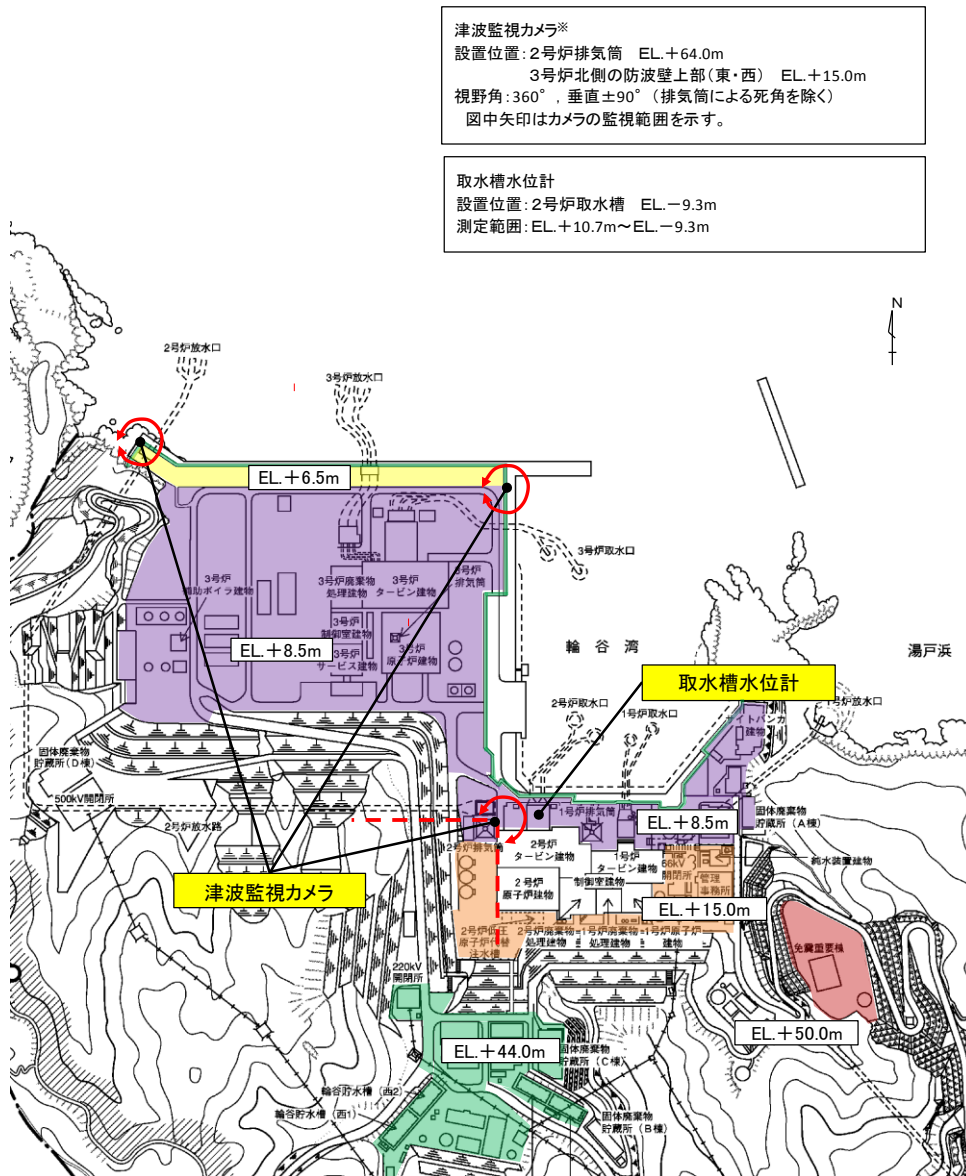 津波監視カメラ※
設置位置：2号炉排気筒　EL.+64.0m
3号炉北側の防波壁上部（東・西）　EL.+15.0m
視野角：360°，垂直±90°（排気筒による死角を除く）
図中矢印はカメラの監視範囲を示す。
取水槽水位計
設置位置：2号炉取水槽　EL.－9.3m
測定範囲：EL.+10.7m～EL.－9.3m
N
2号炉放水口
3号炉放水口
EL.＋6.5m
3号炉取水口
3号炉
補助ボイラ建物
3号炉廃棄物
処理建物
3号炉
タービン建物
3号炉
排気筒
3号炉
制御室建物
EL.＋8.5m
3号炉
サービス建物
3号炉
原子炉建物
輪谷湾
湯戸浜
取水槽水位計
2号炉取水口
1号炉取水口
1号炉放水口
サイトバンカ
建物
固体廃棄物
貯蔵所（D棟）
500kV開閉所
2号炉放水路
1号炉排気筒
EL.＋8.5m
固体廃棄物
貯蔵所（A棟）
2号炉排気筒
2号炉
タービン建物
1号炉
タービン建物
66kV
開閉所
純水装置建物
管理
事務所
津波監視カメラ
2号炉
原子炉建物
制御室建物
EL.＋15.0m
2号炉低圧
原子炉代替
注水槽
2号炉廃棄物
処理建物
1号炉廃棄物
処理建物
1号炉原子炉
建物
免震重要棟
220kV
開閉所
EL.＋50.0m
EL.＋44.0m
固体廃棄物
貯蔵所（C棟）
輪谷貯水槽（西2）
輪谷貯水槽（西1）
固体廃棄物
貯蔵所（B棟）